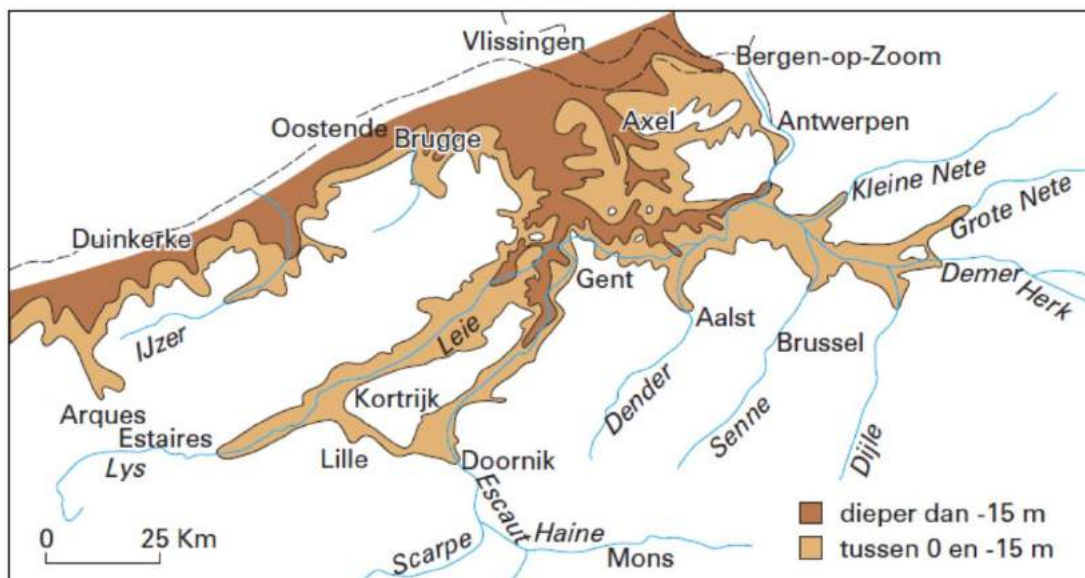 Vlissingen
Bergen-op-Zoom
Oostende
Brugge
Axel
Antwerpen
Kleine Nete
Grote Nete
Duinkerke
Gent
Demer
Herk
IJzer
Leie
Aalst
Brussel
Kortrijk
Dender
Senne
Dijle
Arques
Estaires
Lys
Lille
Doornik
Escaut
Haine
Scarpe
Mons
0 25 Km
dieper dan -15 m
tussen 0 en -15 m